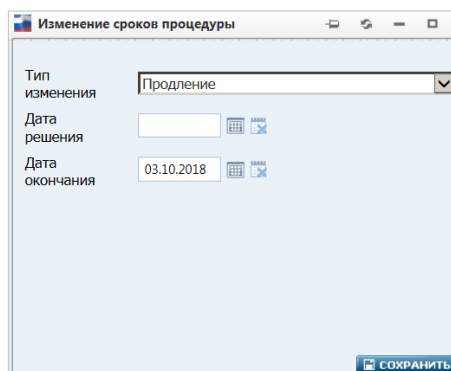 Изменение сроков процедуры
Тип
изменения
Продление
Дата
решения
Дата
окончания
03.10.2018
СОХРАНИТЬ